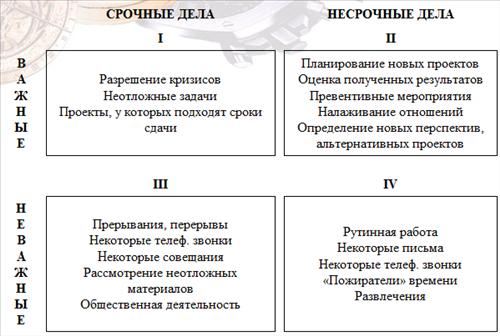 СРОЧНЫЕ ДЕЛА
НЕСРОЧНЫЕ ДЕЛА
I
II
В
А
Ж
Н
Ы
Е
Разрешение кризисов
Неотложные задачи
Проекты, у которых подходят сроки
сдачи
Планирование новых проектов
Оценка полученных результатов
Превентивные мероприятия
Налаживание отношений
Определение новых перспектив,
альтернативных проектов
III
IV
Н
Е
В
А
Ж
Н
Ы
Е
Прерывания, перерывы
Некоторые телеф. звонки
Некоторые совещания
Рассмотрение неотложных
материалов
Общественная деятельность
Рутинная работа
Некоторые письма
Некоторые телеф. звонки
«Пожиратели» времени
Развлечения